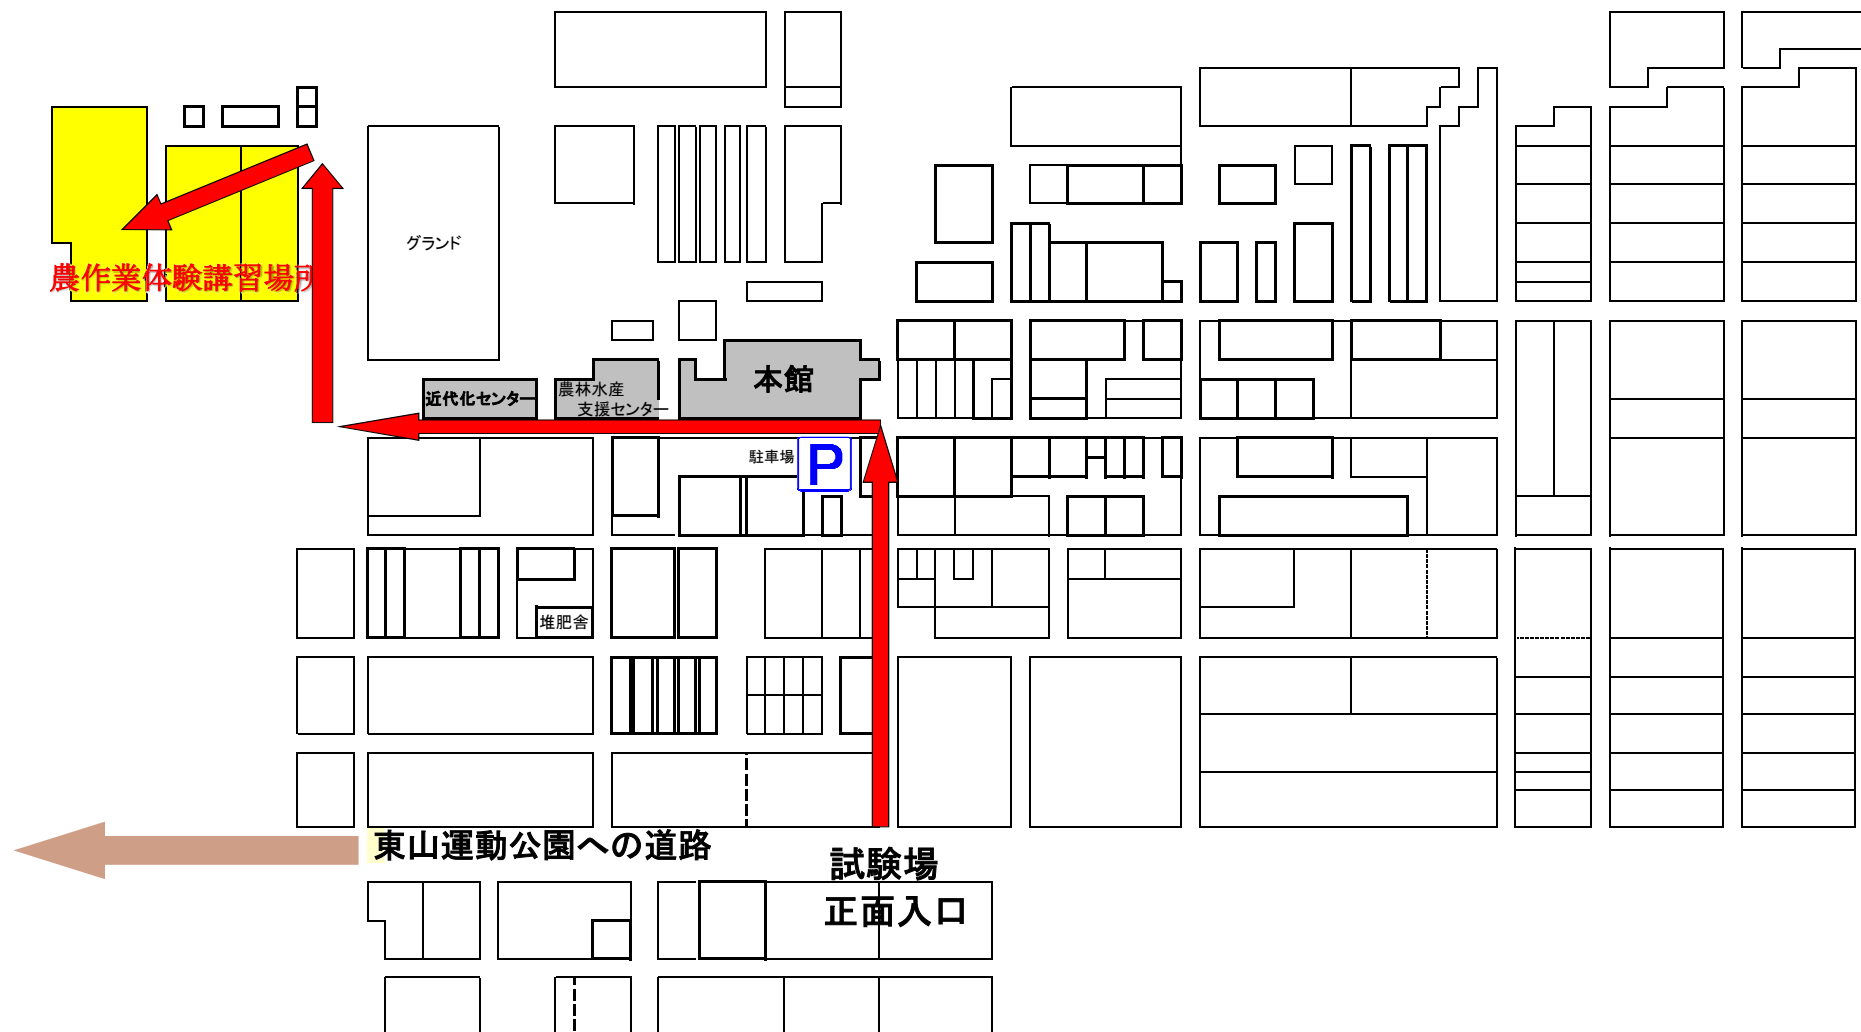 グランド
農作業体験講習場所
本館
農林水産
支援センター
近代化センター
駐車場
P
堆肥舎
東山運動公園への道路
試験場
正面入口